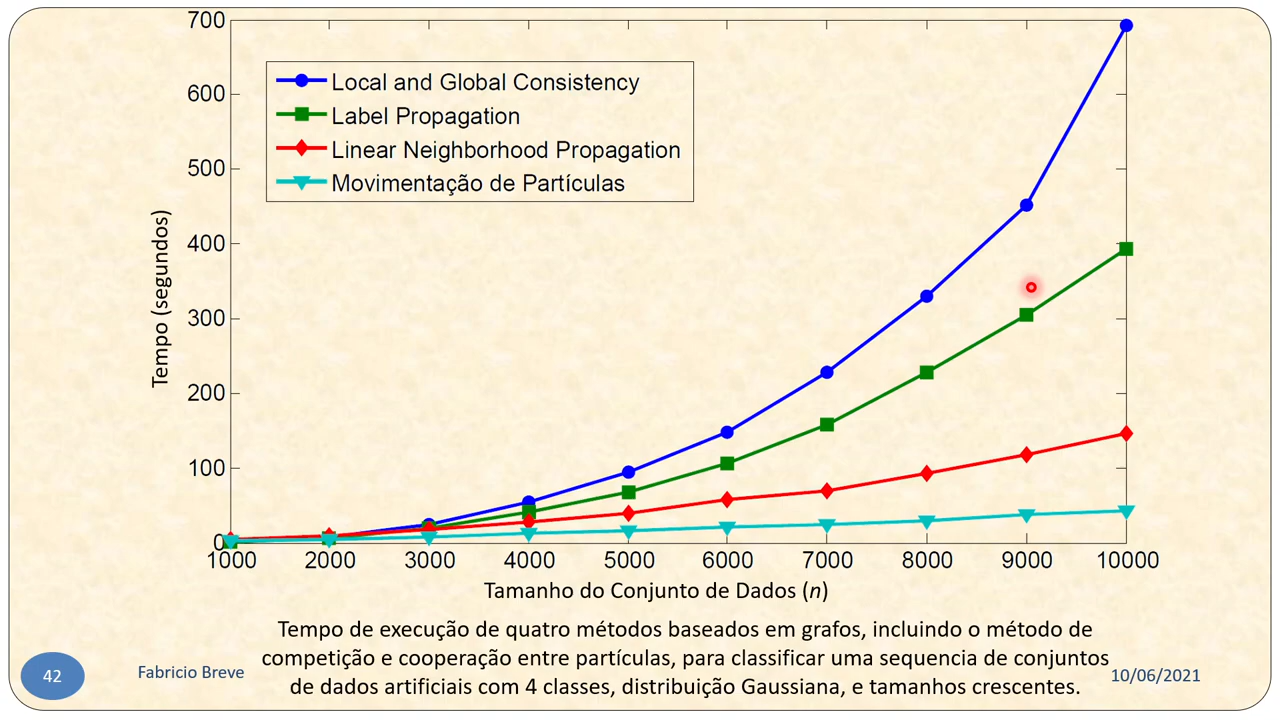 700
600
500
400
300
200
100
0
Tempo (segundos)
Local and Global Consistency
Label Propagation
Linear Neighborhood Propagation
Movimentação de Partículas
1000 2000 3000 4000 5000 6000 7000 8000 9000 10000
Tamanho do Conjunto de Dados (n)
Tempo de execução de quatro métodos baseados em grafos, incluindo o método de
competição e cooperação entre partículas, para classificar uma sequencia de conjuntos
de dados artificiais com 4 classes, distribuição Gaussiana, e tamanhos crescentes.
42
Fabricio Breve
10/06/2021